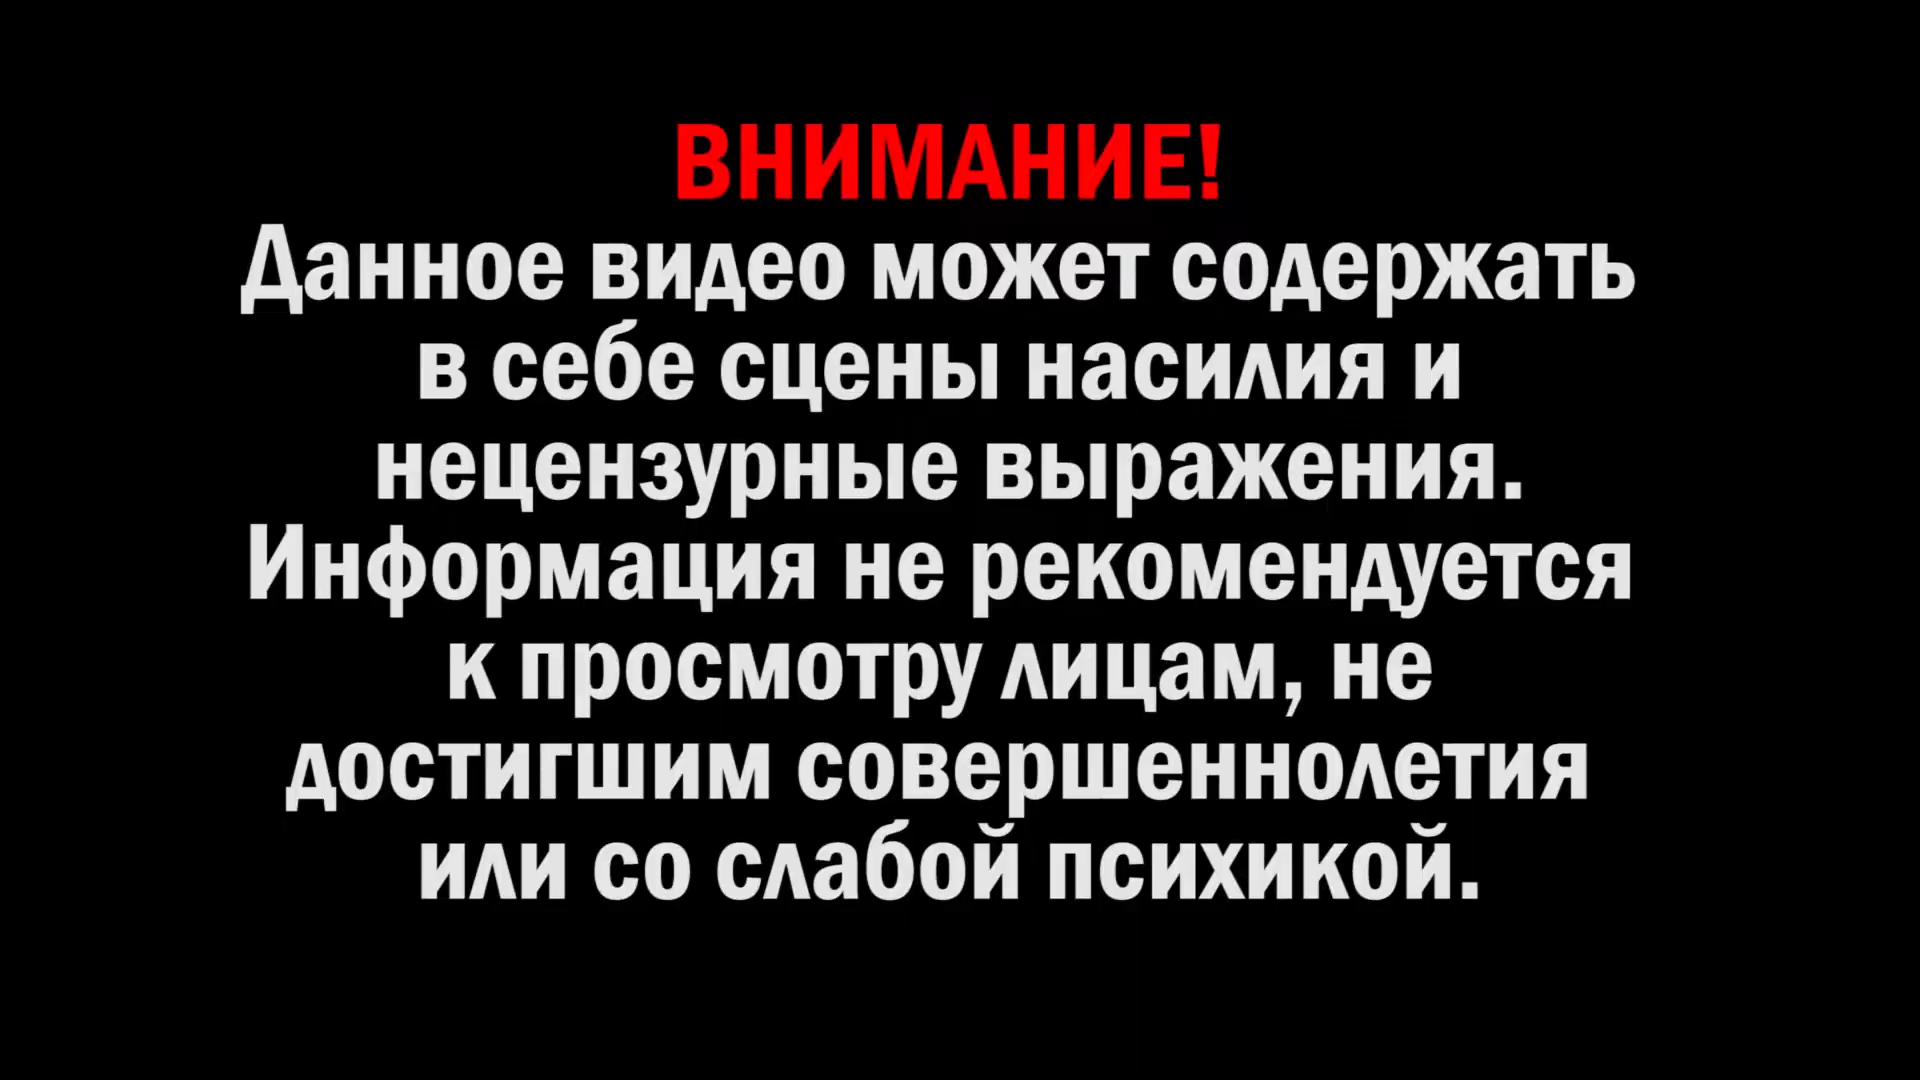 ВНИМАНИЕ!
Данное видео может содержать
в себе сцены насилия и
нецензурные выражения.
Информация не рекомендуется
к просмотру лицам, не
достигшим совершеннолетия
или со слабой психикой.